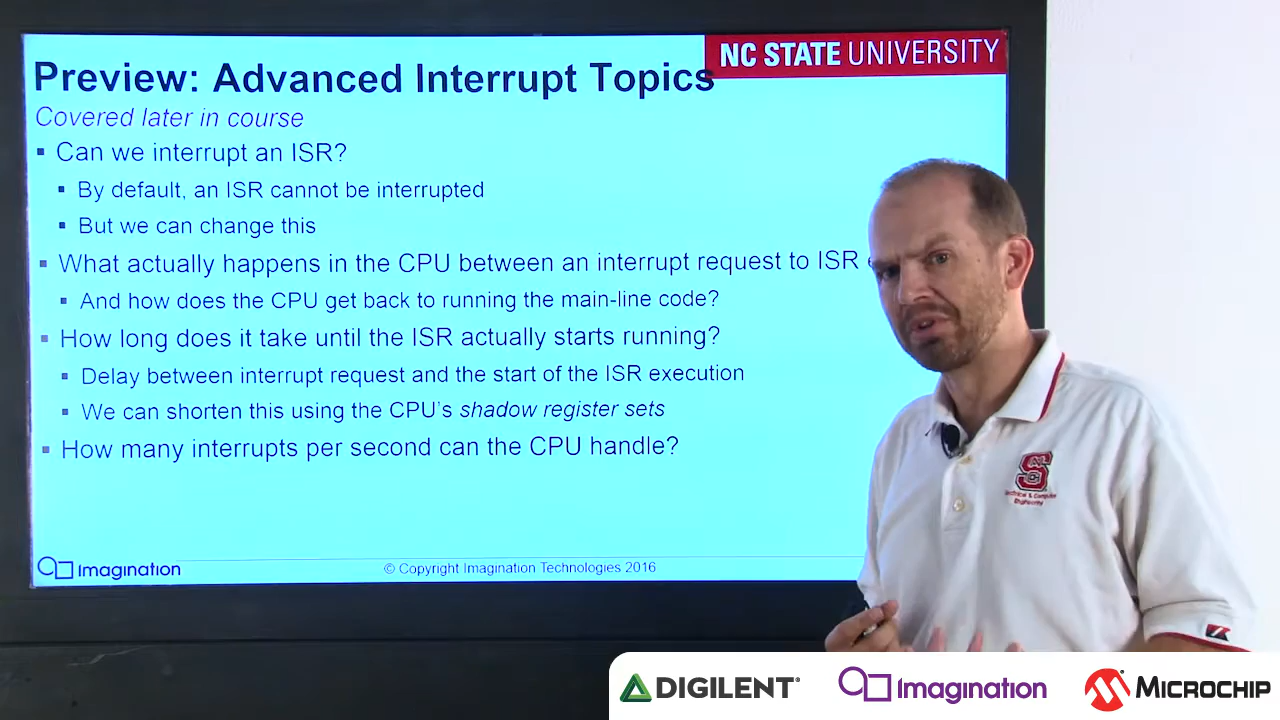 NC STATE UNIVERSITY
Preview: Advanced Interrupt Topics
Covered later in course
▪ Can we interrupt an ISR?
▪ By default, an ISR cannot be interrupted
▪ But we can change this
▪ What actually happens in the CPU between an interrupt request to ISR
▪ And how does the CPU get back to running the main-line code?
▪ How long does it take until the ISR actually starts running?
▪ Delay between interrupt request and the start of the ISR execution
▪ We can shorten this using the CPU's shadow register sets
▪ How many interrupts per second can the CPU handle?
Imagination
© Copyright Imagination Technologies 2016
S
Electrical & Computer
Engineering
DIGILENT®
Imagination
MICROCHIP